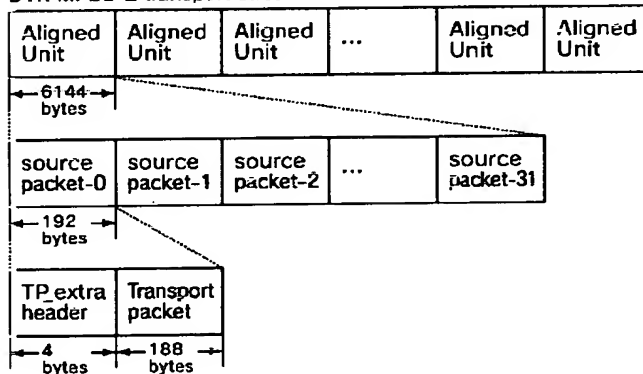 Aligned Unit Aligned Unit Aligned Unit ... Aligned Unit Aligned Unit
6144 bytes
source packet-0 source packet-1 source packet-2 ... source packet-31
192 bytes
TP_extra header Transport packet
4 bytes 188 bytes